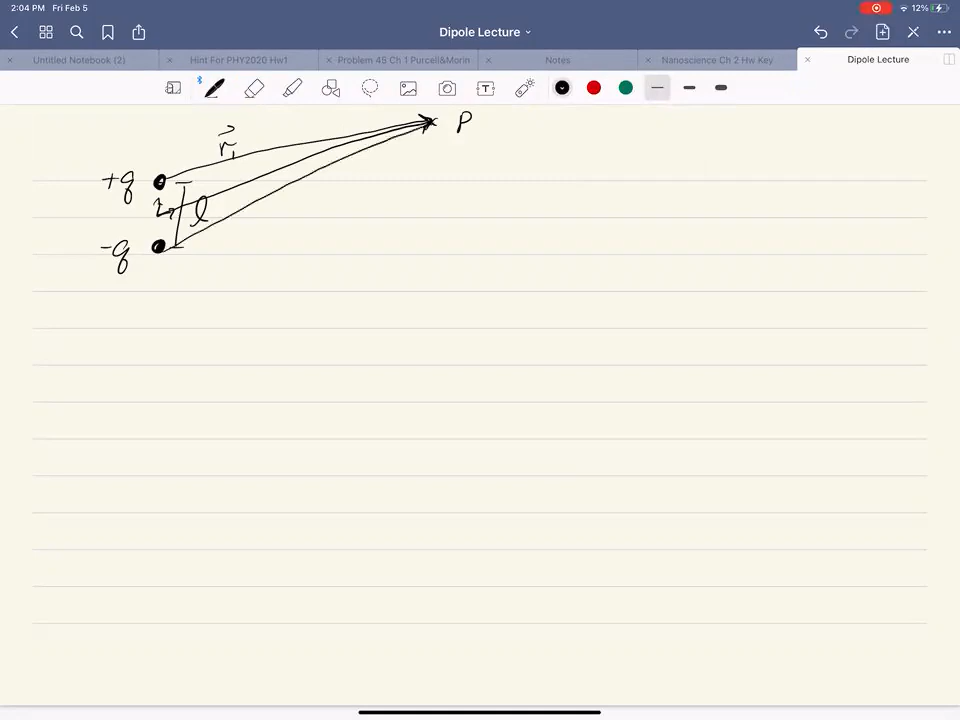 2:04 PM Fri Feb 5
12%
Dipole Lecture
Untitled Notebook (2)
Hint For PHY2020 Hw1
Problem 45 Ch 1 Purcell&Morin
Notes
Nanoscience Ch 2 Hw Key
Dipole Lecture
P
r⃗₁
+q
l
-q